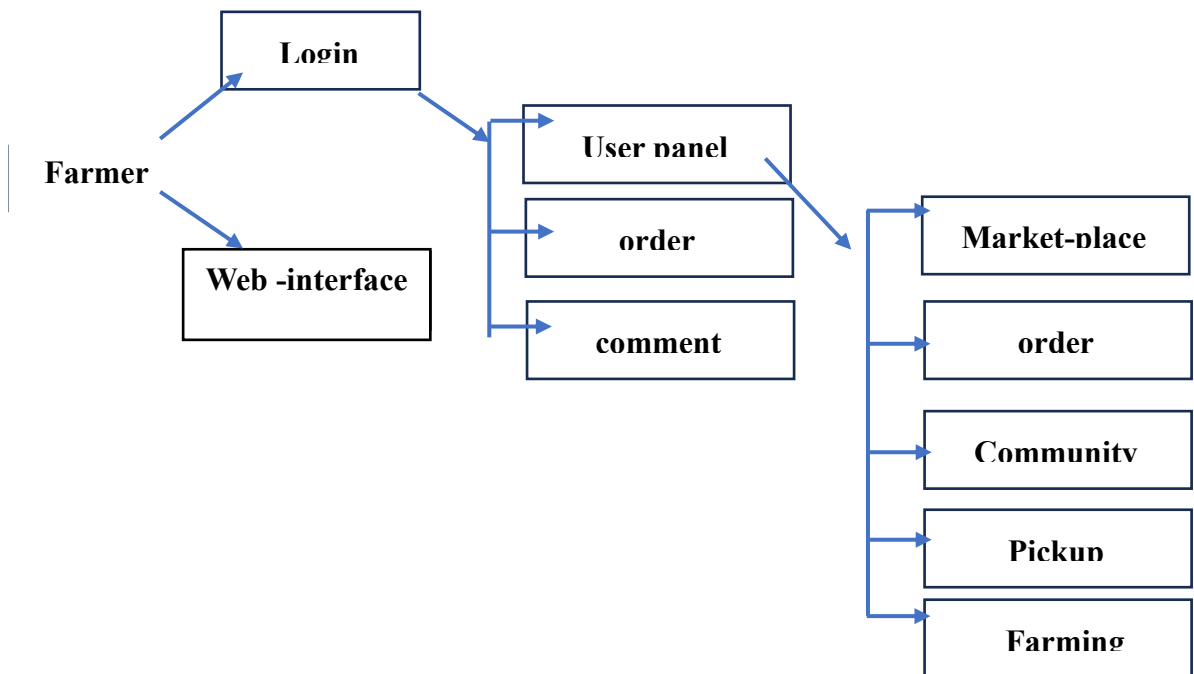 Login
Farmer
Web -interface
User panel
order
comment
Market-place
order
Community
Pickup
Farming